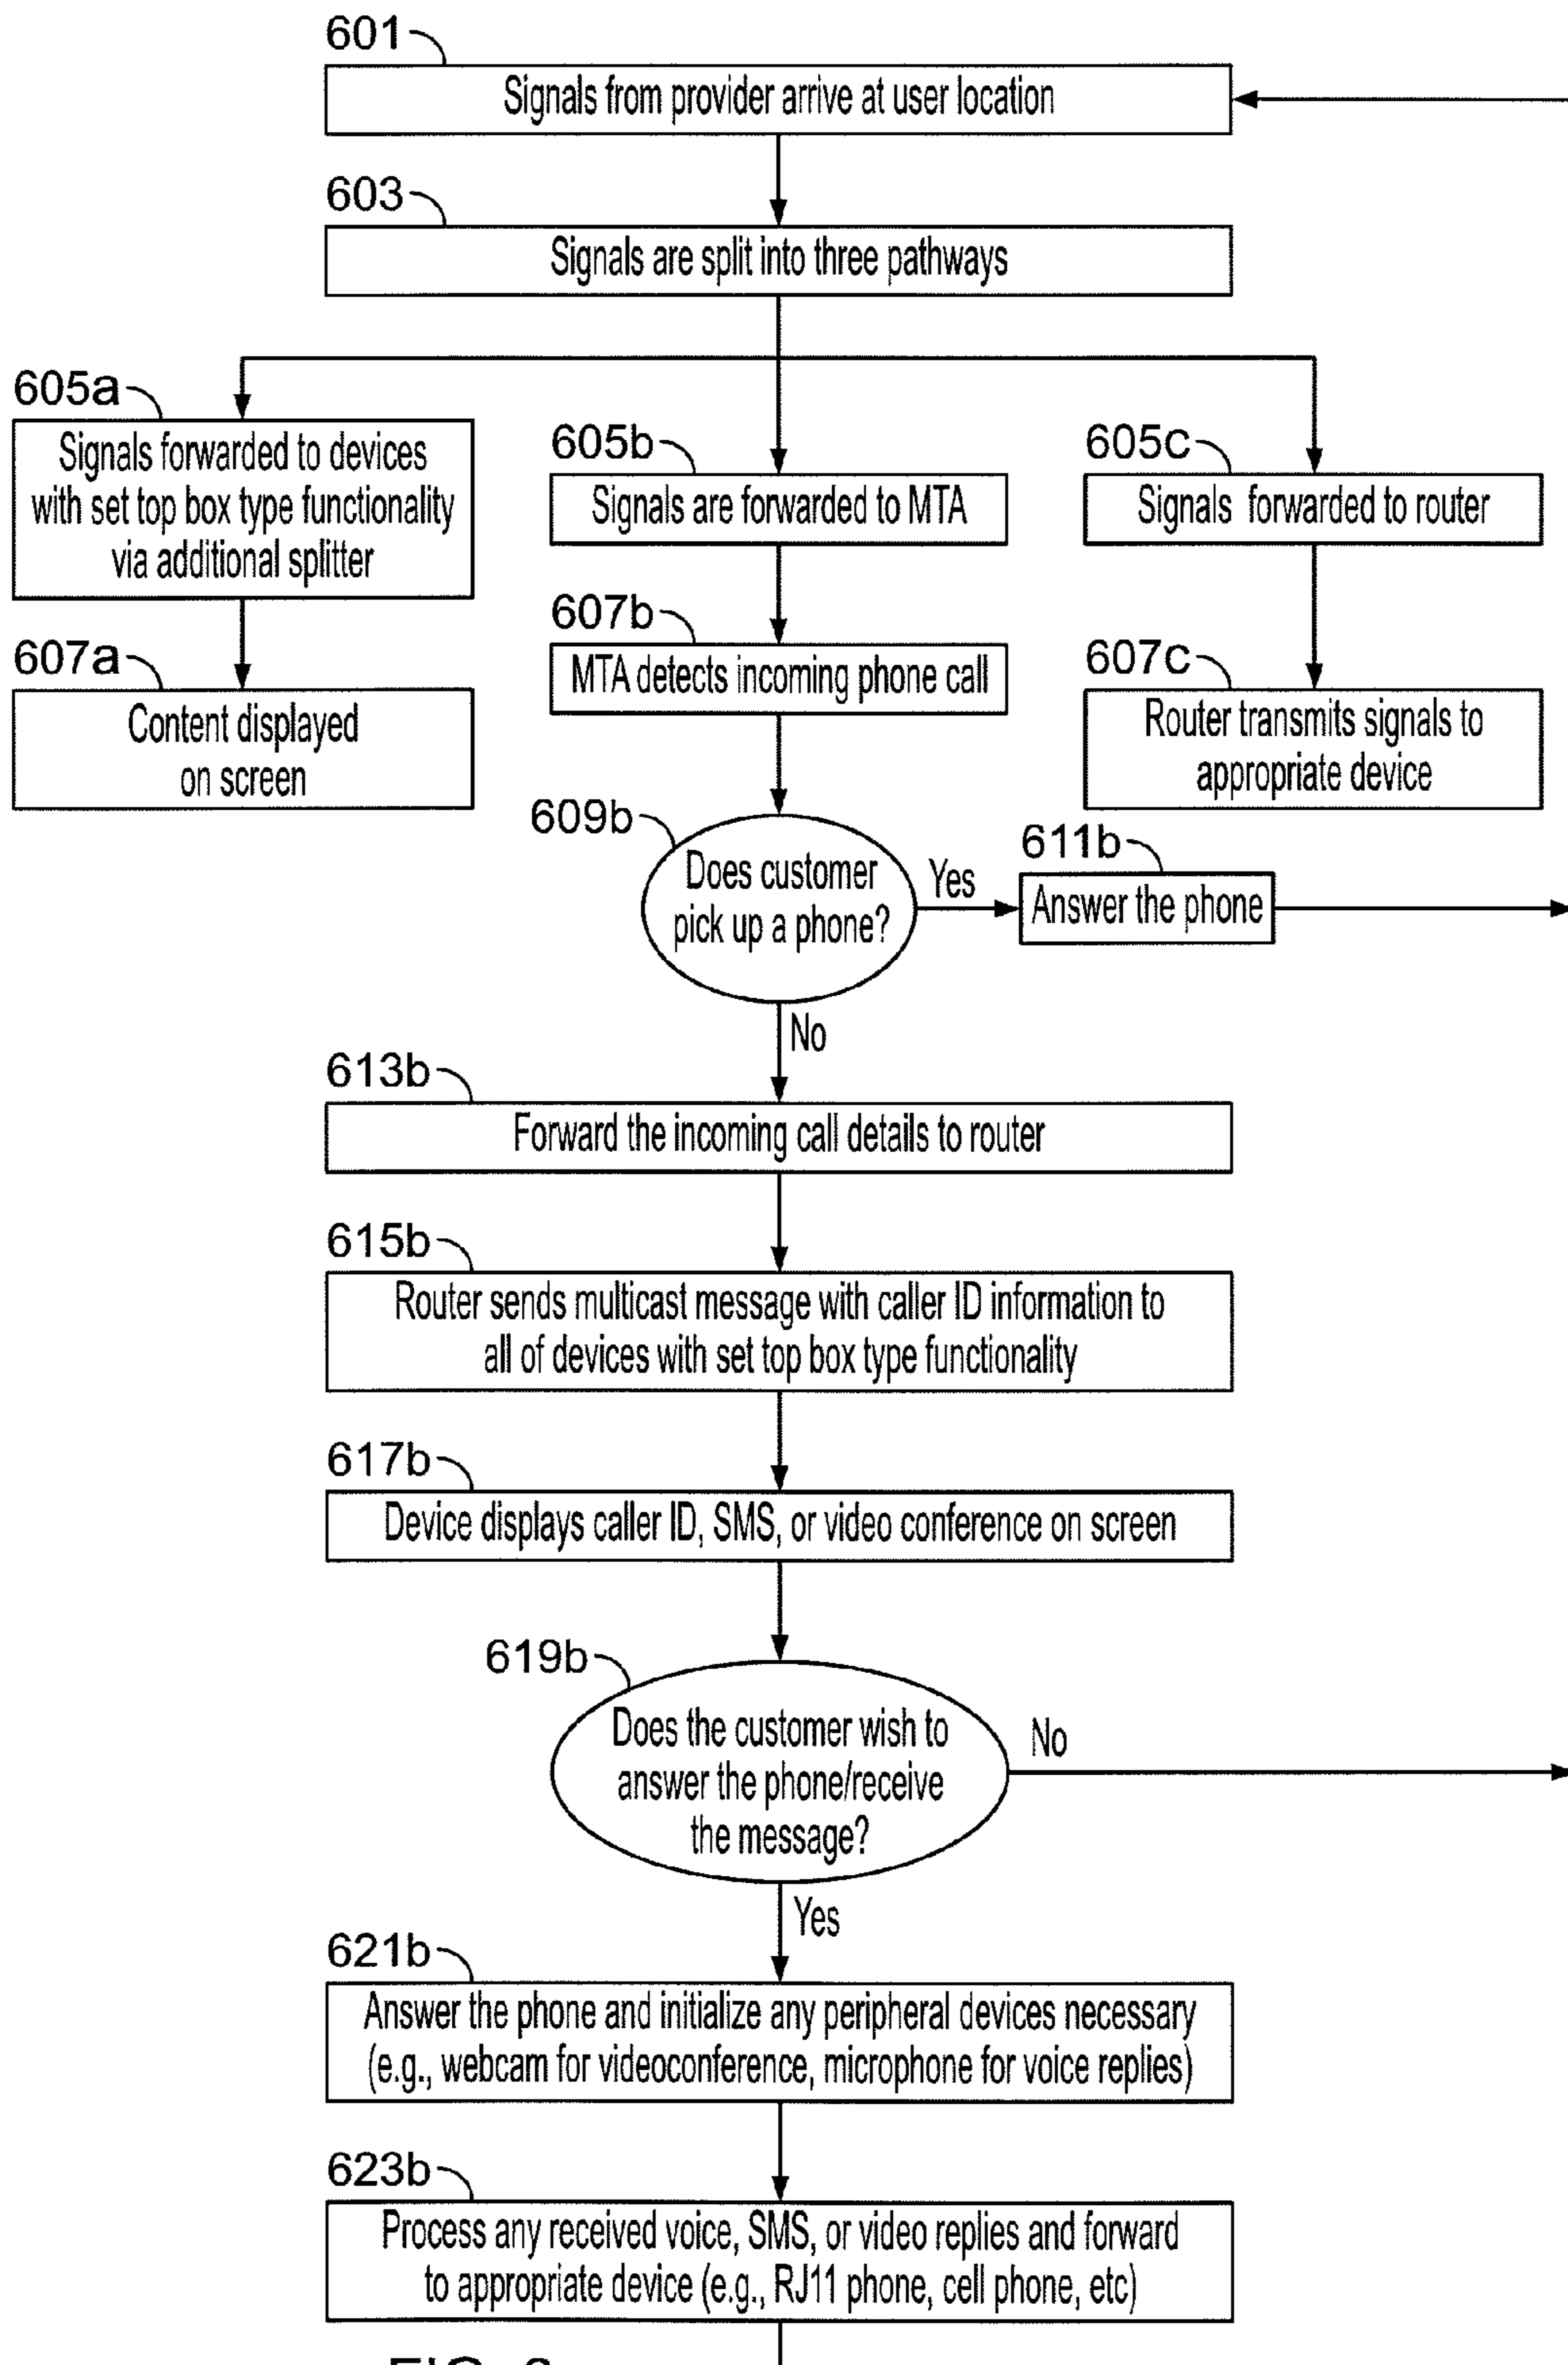 601
Signals from provider arrive at user location
603
Signals are split into three pathways
605a
Signals forwarded to devices
with set top box type functionality
via additional splitter
605b
Signals are forwarded to MTA
605c
Signals forwarded to router
607a
Content displayed
on screen
607b
MTA detects incoming phone call
607c
Router transmits signals to
appropriate device
609b
Does customer
pick up a phone?
Yes
611b
Answer the phone
No
613b
Forward the incoming call details to router
615b
Router sends multicast message with caller ID information to
all of devices with set top box type functionality
617b
Device displays caller ID, SMS, or video conference on screen
619b
Does the customer wish to
answer the phone/receive
the message?
No
Yes
621b
Answer the phone and initialize any peripheral devices necessary
(e.g., webcam for videoconference, microphone for voice replies)
623b
Process any received voice, SMS, or video replies and forward
to appropriate device (e.g., RJ11 phone, cell phone, etc)